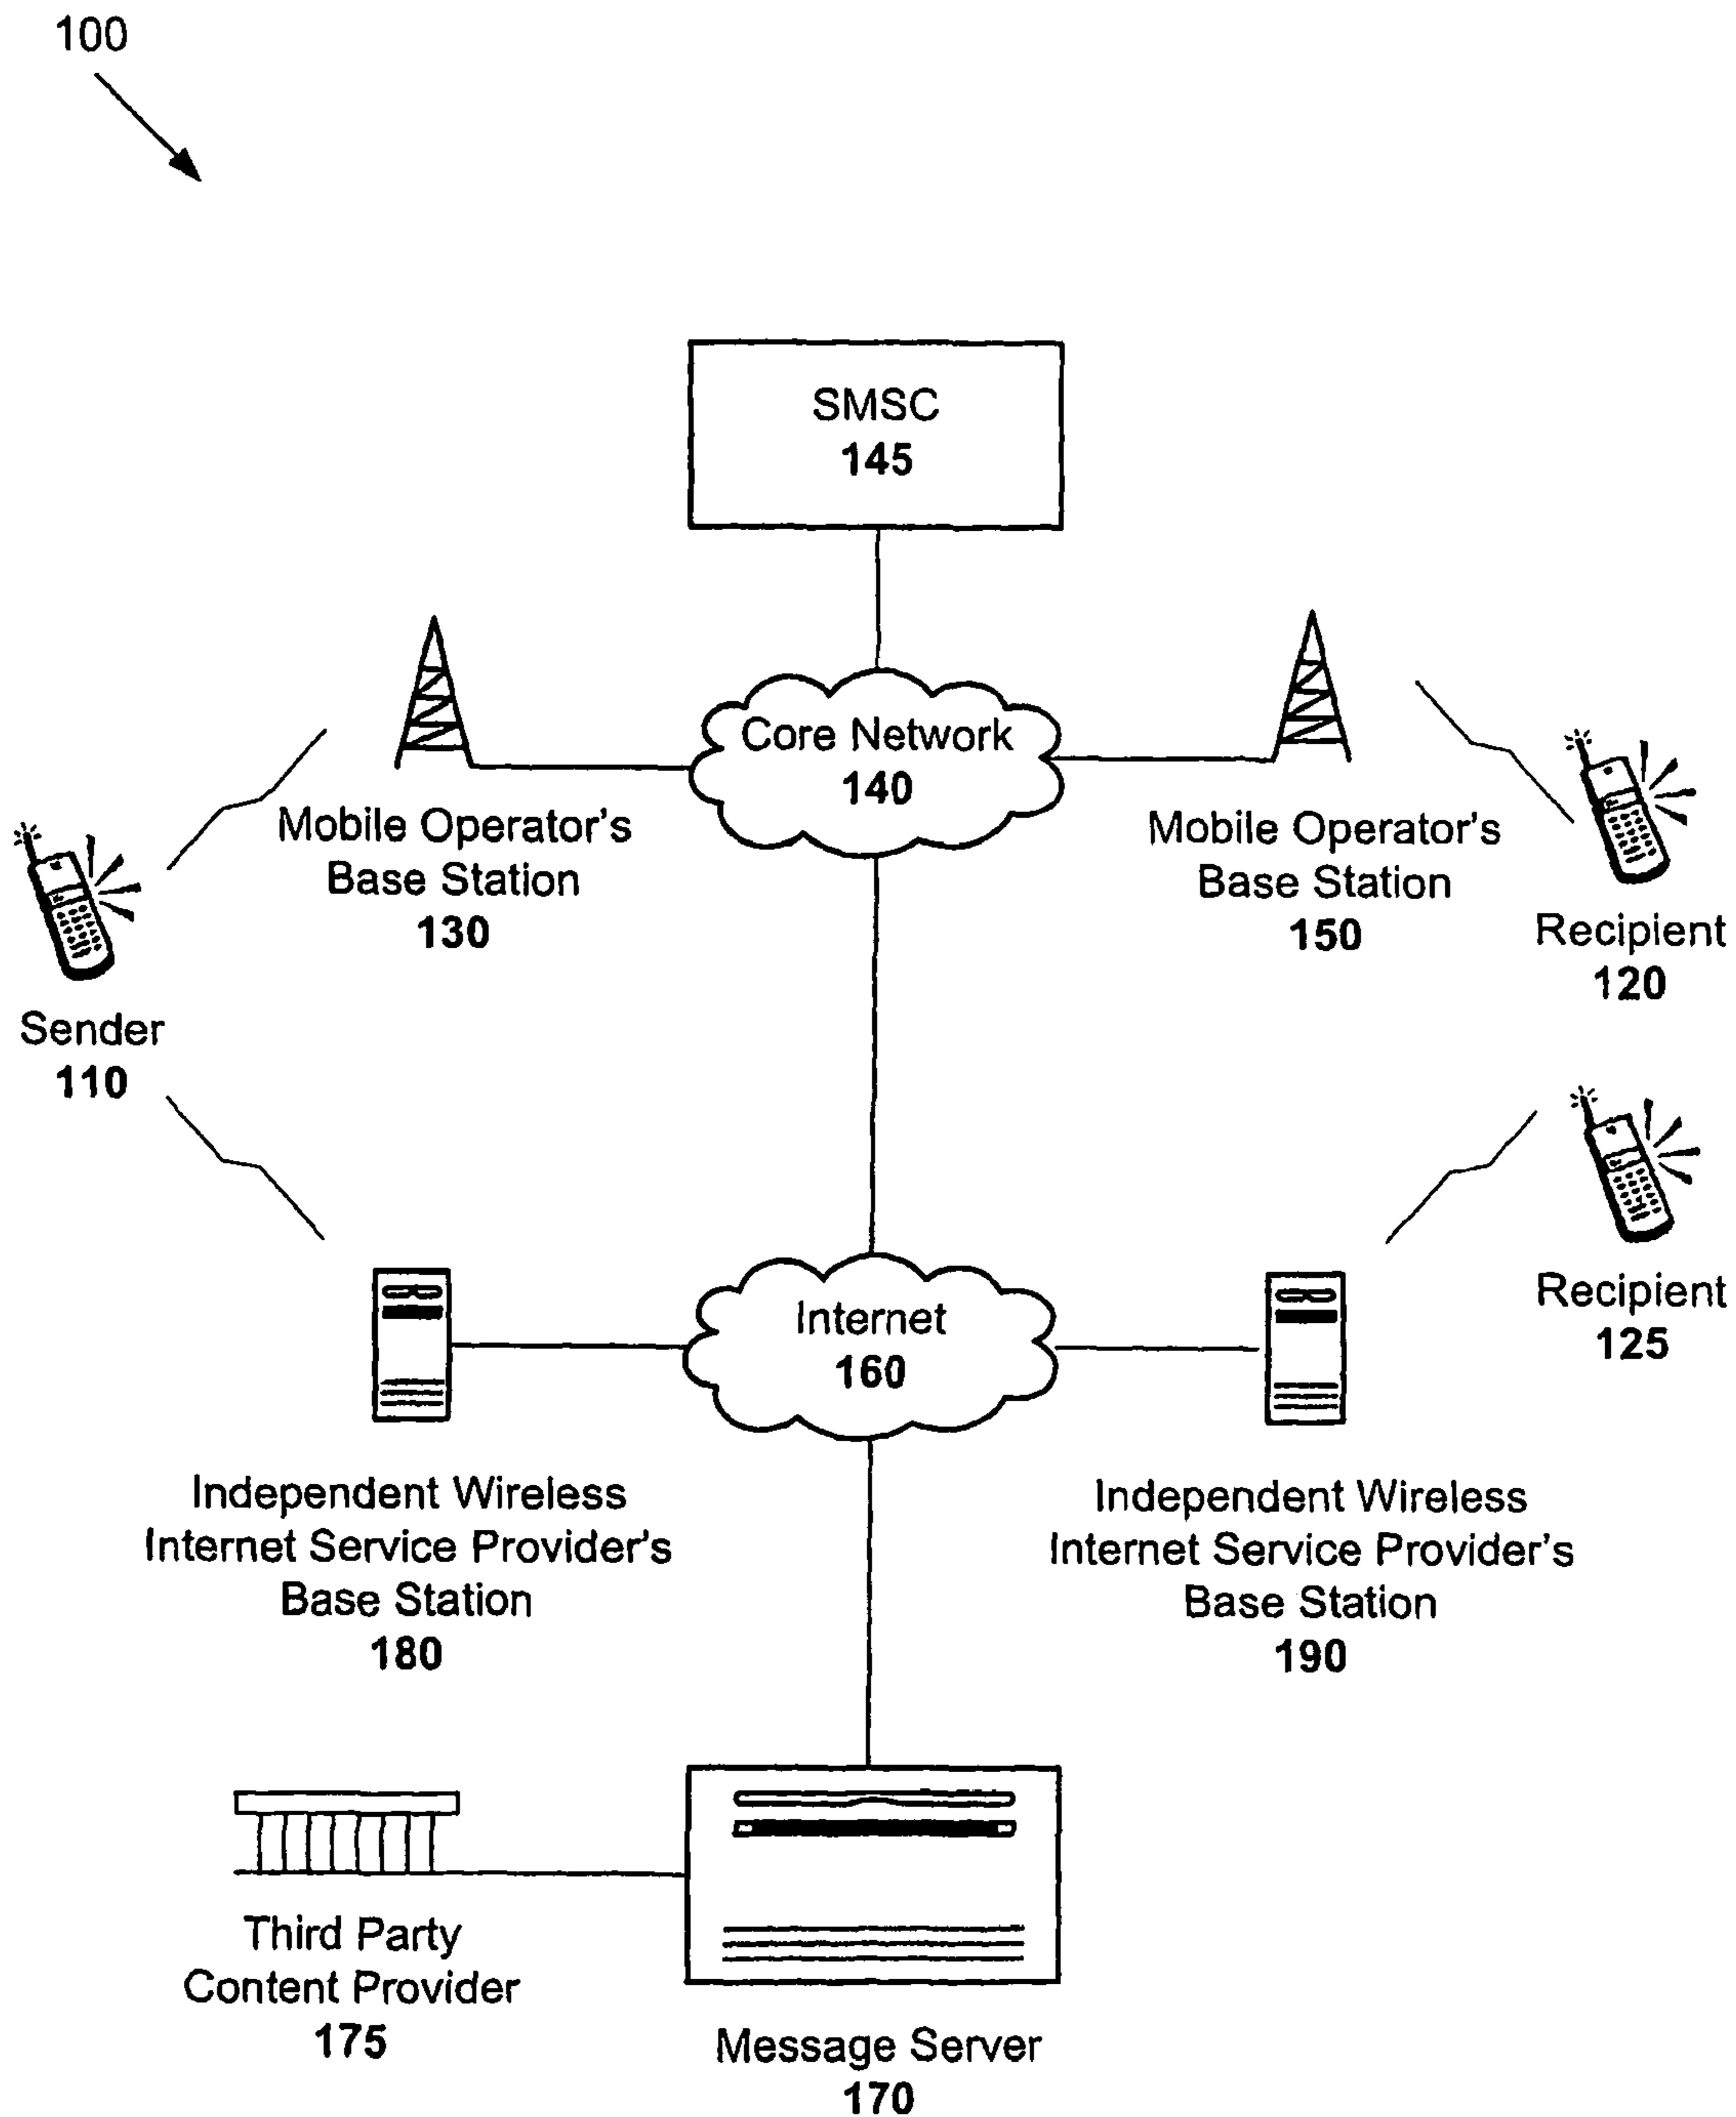 100
SMSC
145
Core Network
140
Mobile Operator's
Base Station
130
Mobile Operator's
Base Station
150
Recipient
120
Sender
110
Internet
160
Recipient
125
Independent Wireless
Internet Service Provider's
Base Station
180
Independent Wireless
Internet Service Provider's
Base Station
190
Third Party
Content Provider
175
Message Server
170